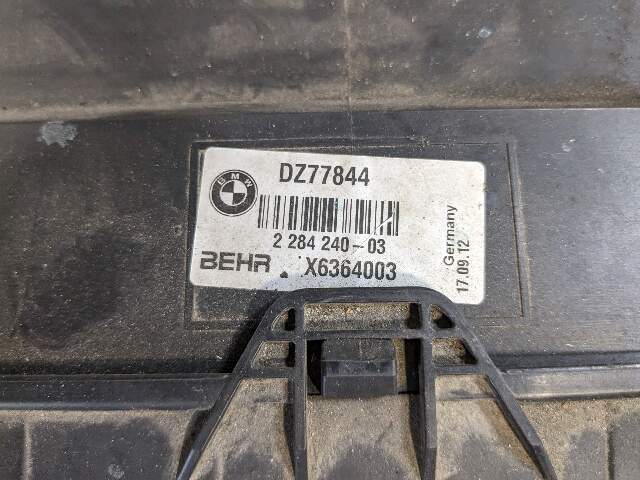 BMW
DZ77844
2 284 240-03
BEHR X6364003
Germany
17.09.12